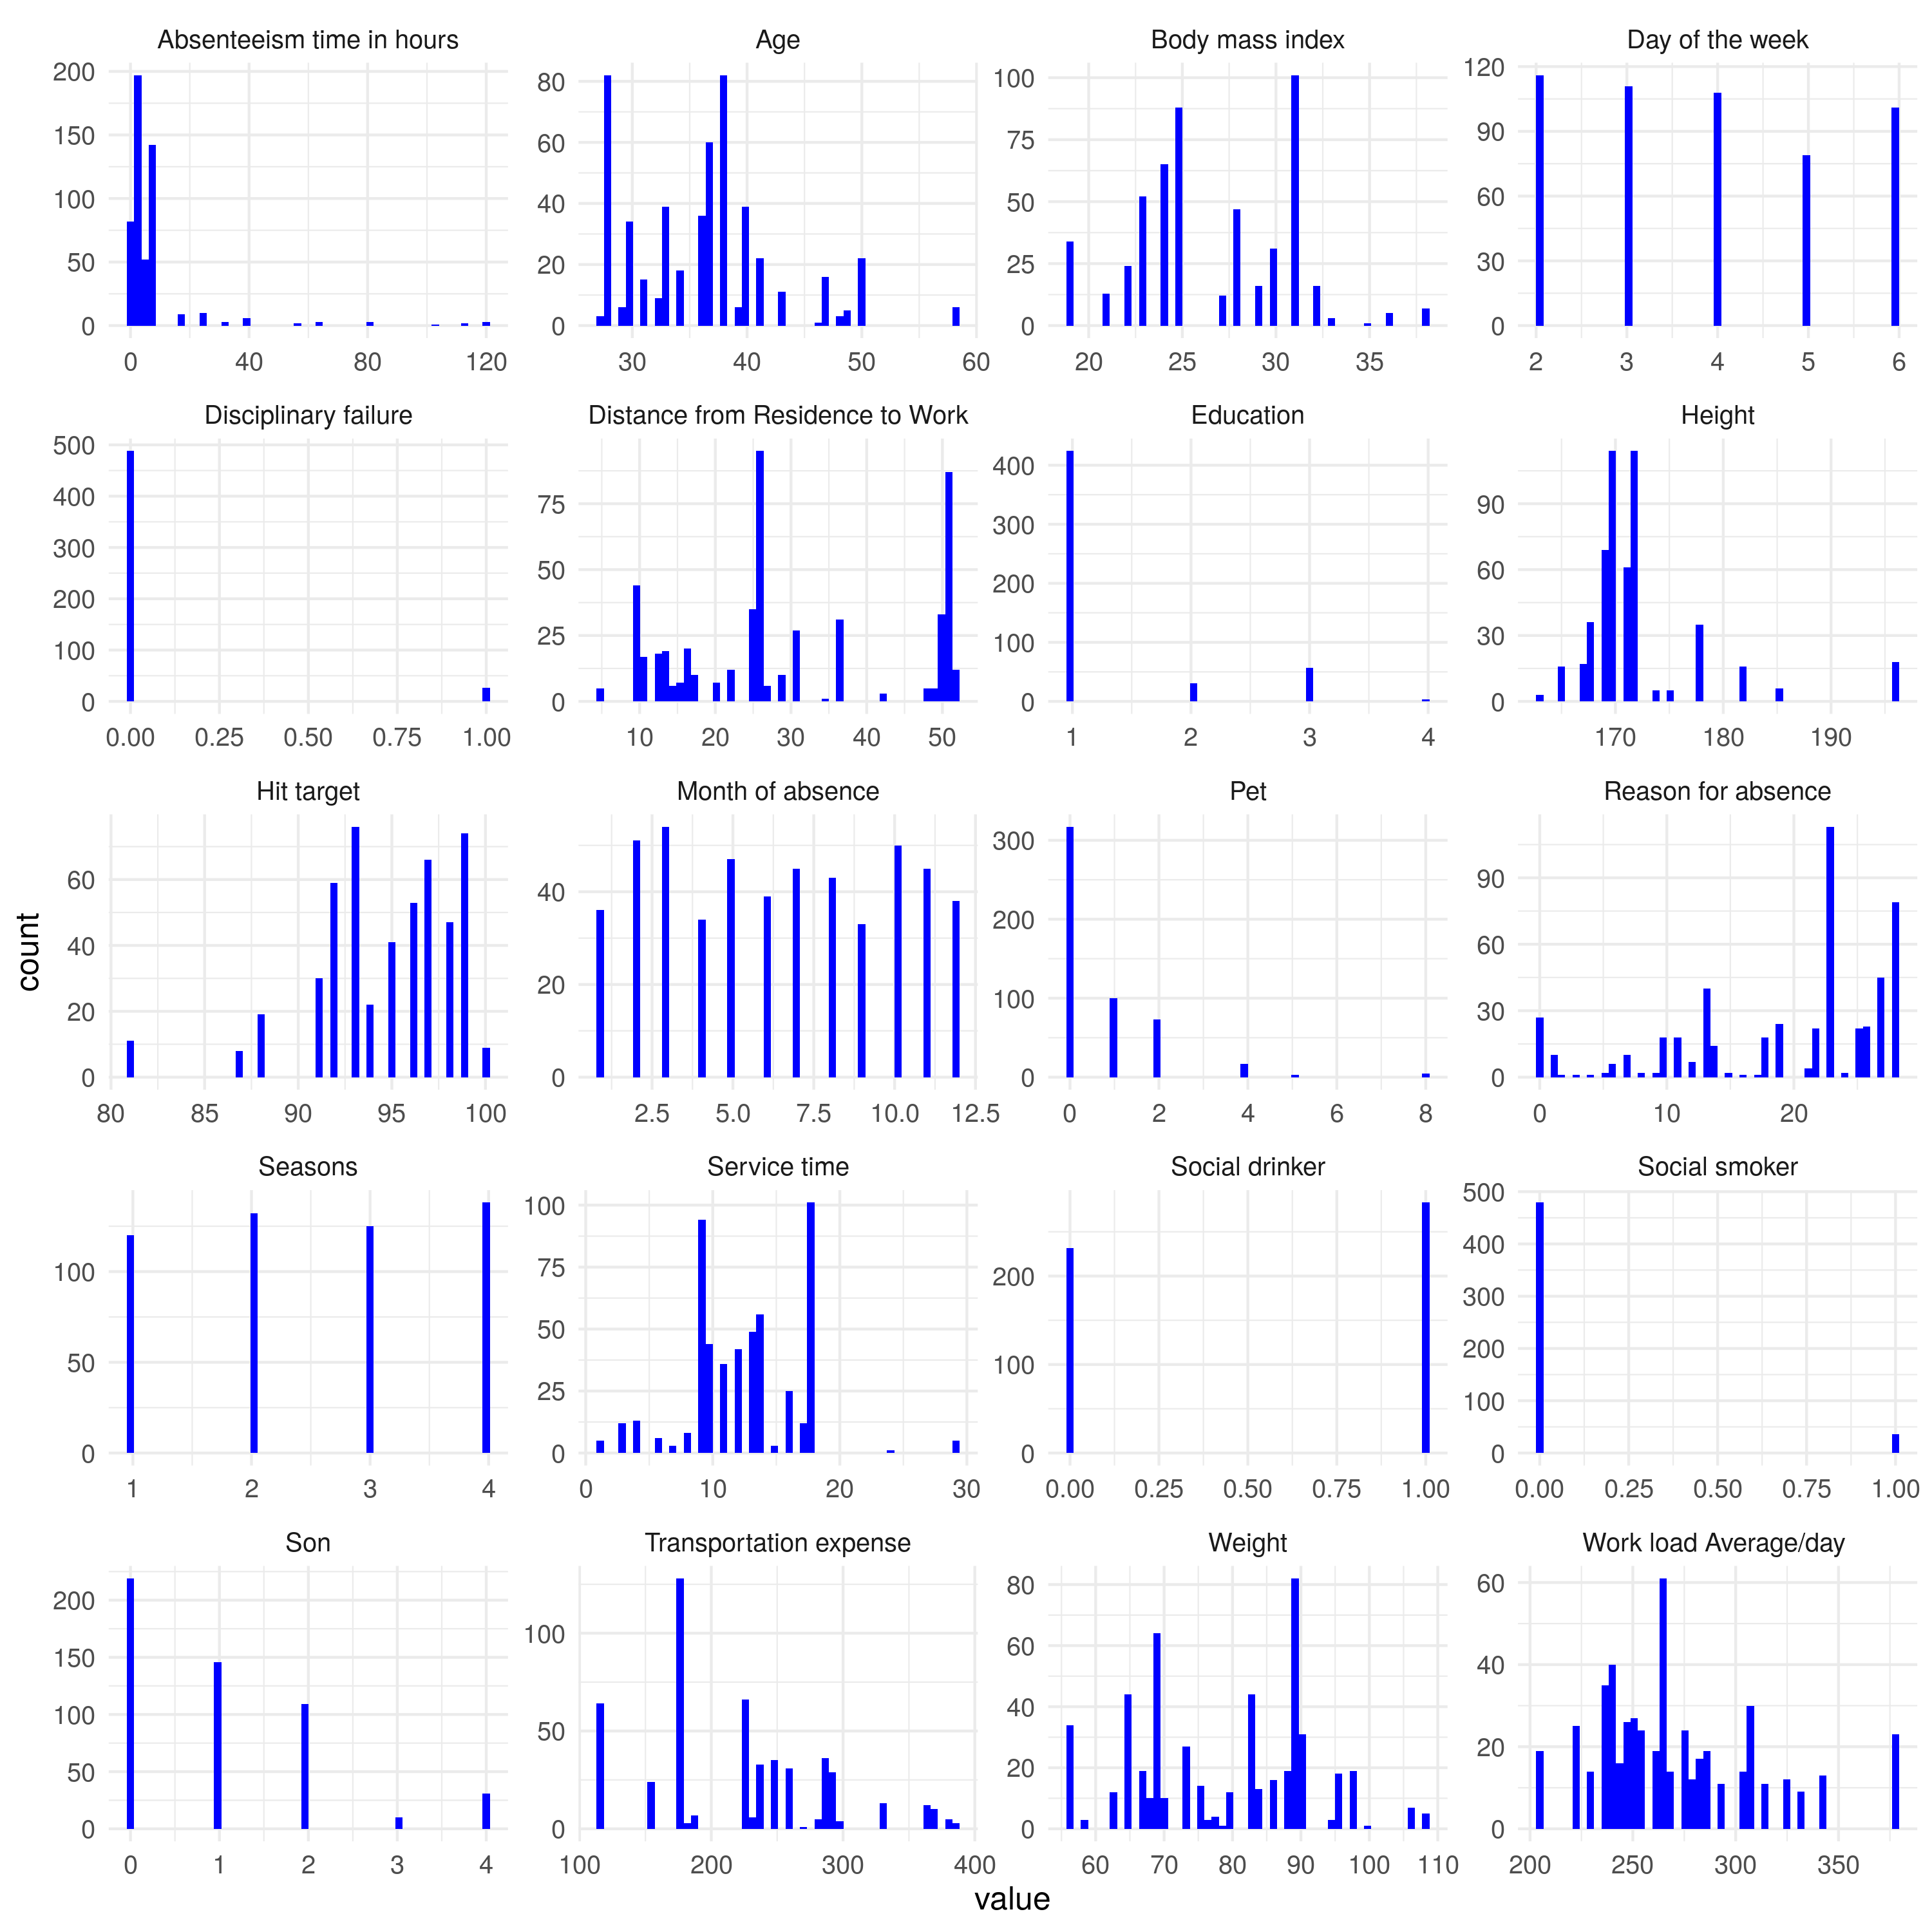 Absenteeism time in hours
Age
Body mass index
Day of the week
200
150
100
50
0
0 40 80 120
80
60
40
20
0
30 40 50 60
100
75
50
25
0
20 25 30 35
120
90
60
30
0
2 3 4 5 6
Disciplinary failure
Distance from Residence to Work
Education
Height
500
400
300
200
100
0
0.00 0.25 0.50 0.75 1.00
75
50
25
0
10 20 30 40 50
400
300
200
100
0
1 2 3 4
90
60
30
0
170 180 190
Hit target
Month of absence
Pet
Reason for absence
count
60
40
20
0
80 85 90 95 100
40
20
0
2.5 5.0 7.5 10.0 12.5
300
200
100
0
0 2 4 6 8
90
60
30
0
0 10 20
Seasons
Service time
Social drinker
Social smoker
100
50
0
1 2 3 4
100
75
50
25
0
0 10 20 30
200
100
0
0.00 0.25 0.50 0.75 1.00
500
400
300
200
100
0
0.00 0.25 0.50 0.75 1.00
Son
Transportation expense
Weight
Work load Average/day
200
150
100
50
0
0 1 2 3 4
100
50
0
100 200 300 400
80
60
40
20
0
60 70 80 90 100 110
60
40
20
0
200 250 300 350
value